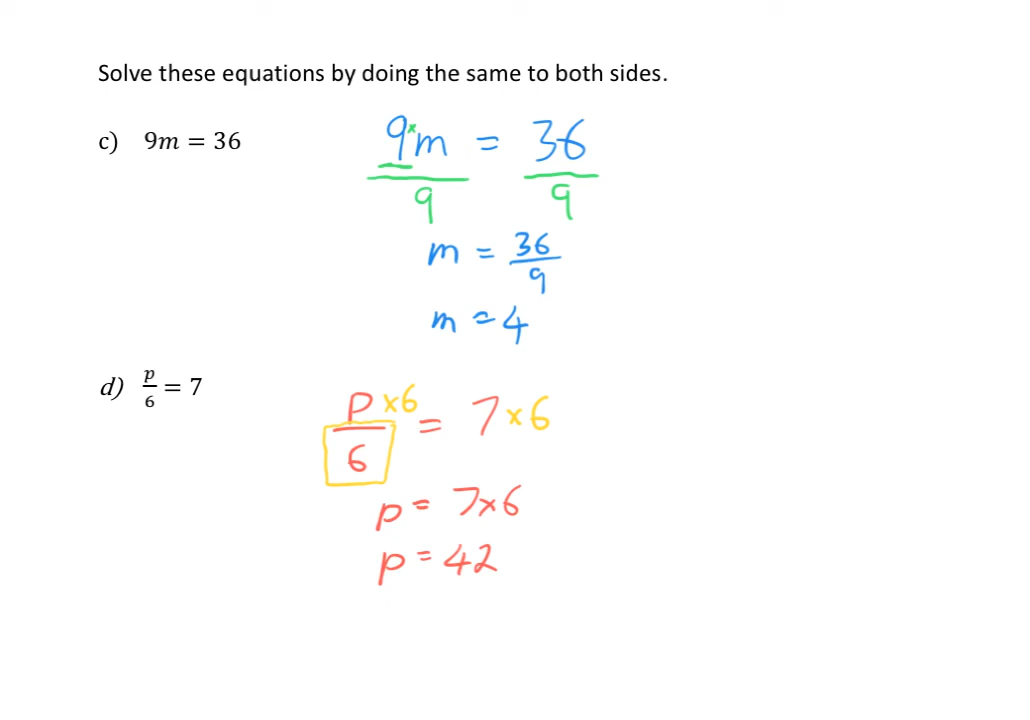 Solve these equations by doing the same to both sides.
c) 9m = 36
9×m = 36
9 9
m = 36/9
m = 4
d) p/6 = 7
p×6 = 7×6
6
p = 7×6
p = 42